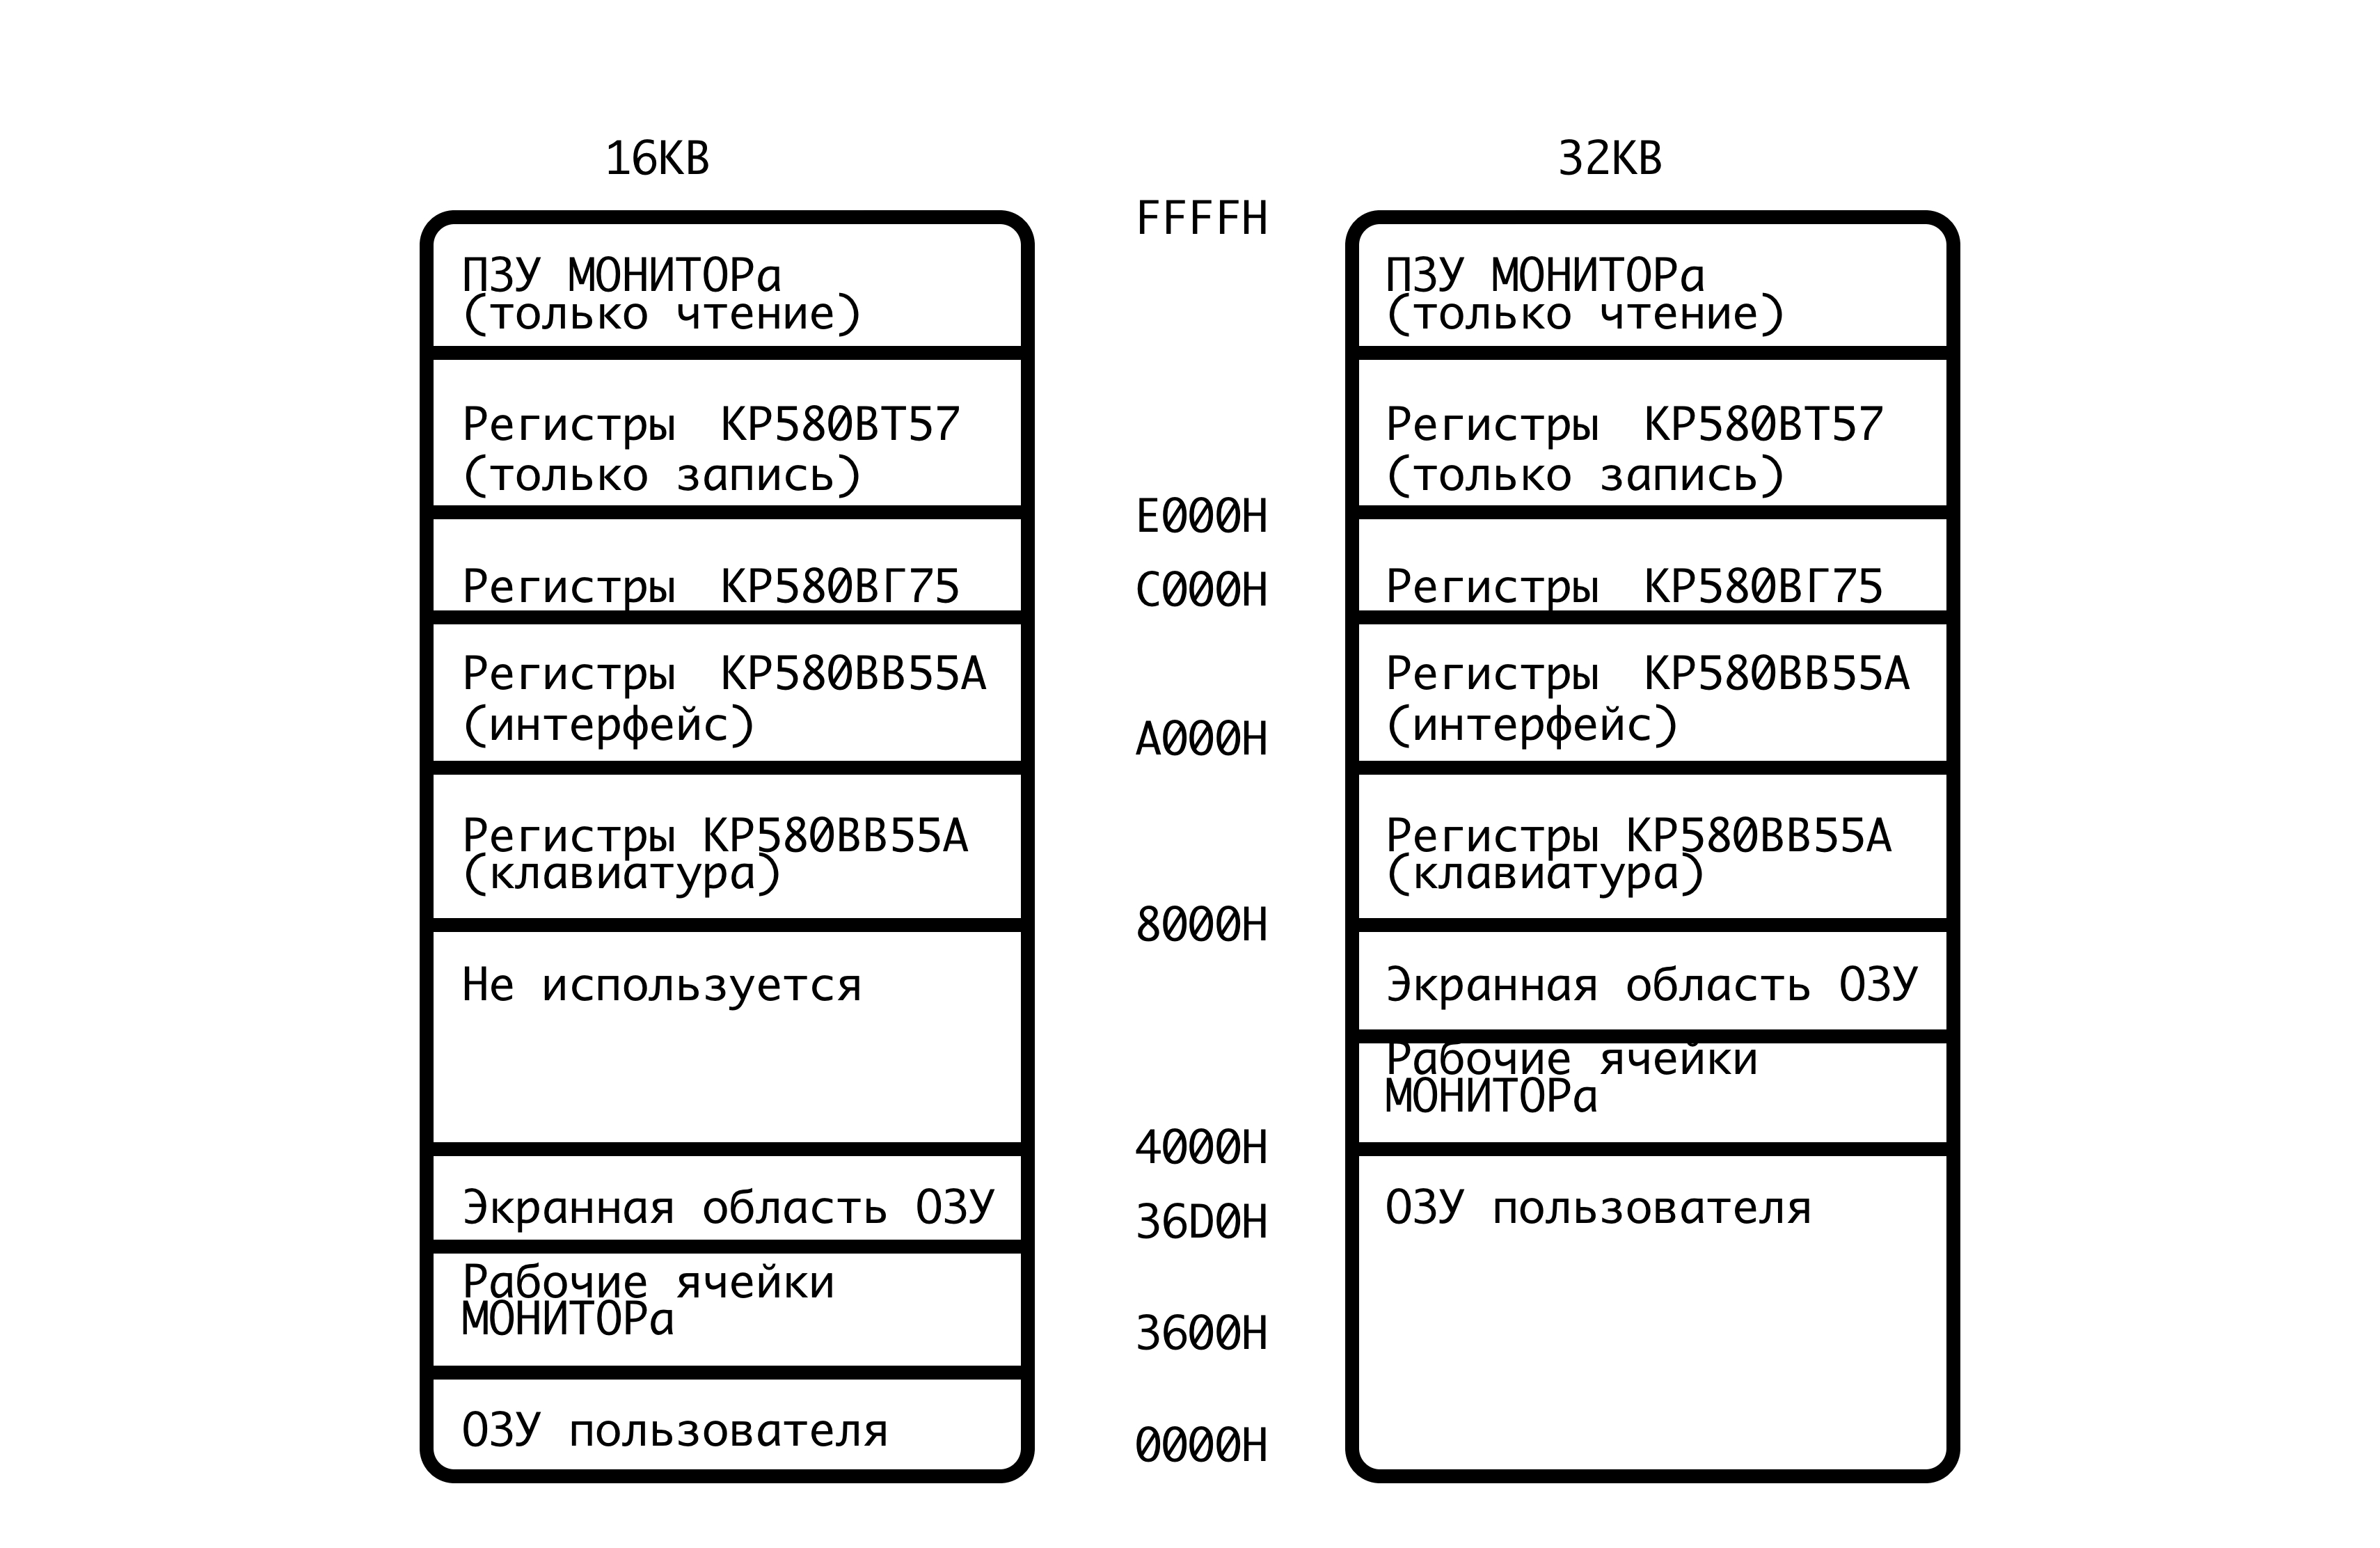 16KB
ПЗУ МОНИТОРа
(только чтение)
Регистры КР580ВТ57
(только запись)
Регистры КР580ВГ75
Регистры КР580ВВ55А
(интерфейс)
Регистры КР580ВВ55А
(клавиатура)
Не используется
Экранная область ОЗУ
Рабочие ячейки
МОНИТОРа
ОЗУ пользователя
FFFFH
E000H
C000H
A000H
8000H
4000H
36D0H
3600H
0000H
32KB
ПЗУ МОНИТОРа
(только чтение)
Регистры КР580ВТ57
(только запись)
Регистры КР580ВГ75
Регистры КР580ВВ55А
(интерфейс)
Регистры КР580ВВ55А
(клавиатура)
Экранная область ОЗУ
Рабочие ячейки
МОНИТОРа
ОЗУ пользователя